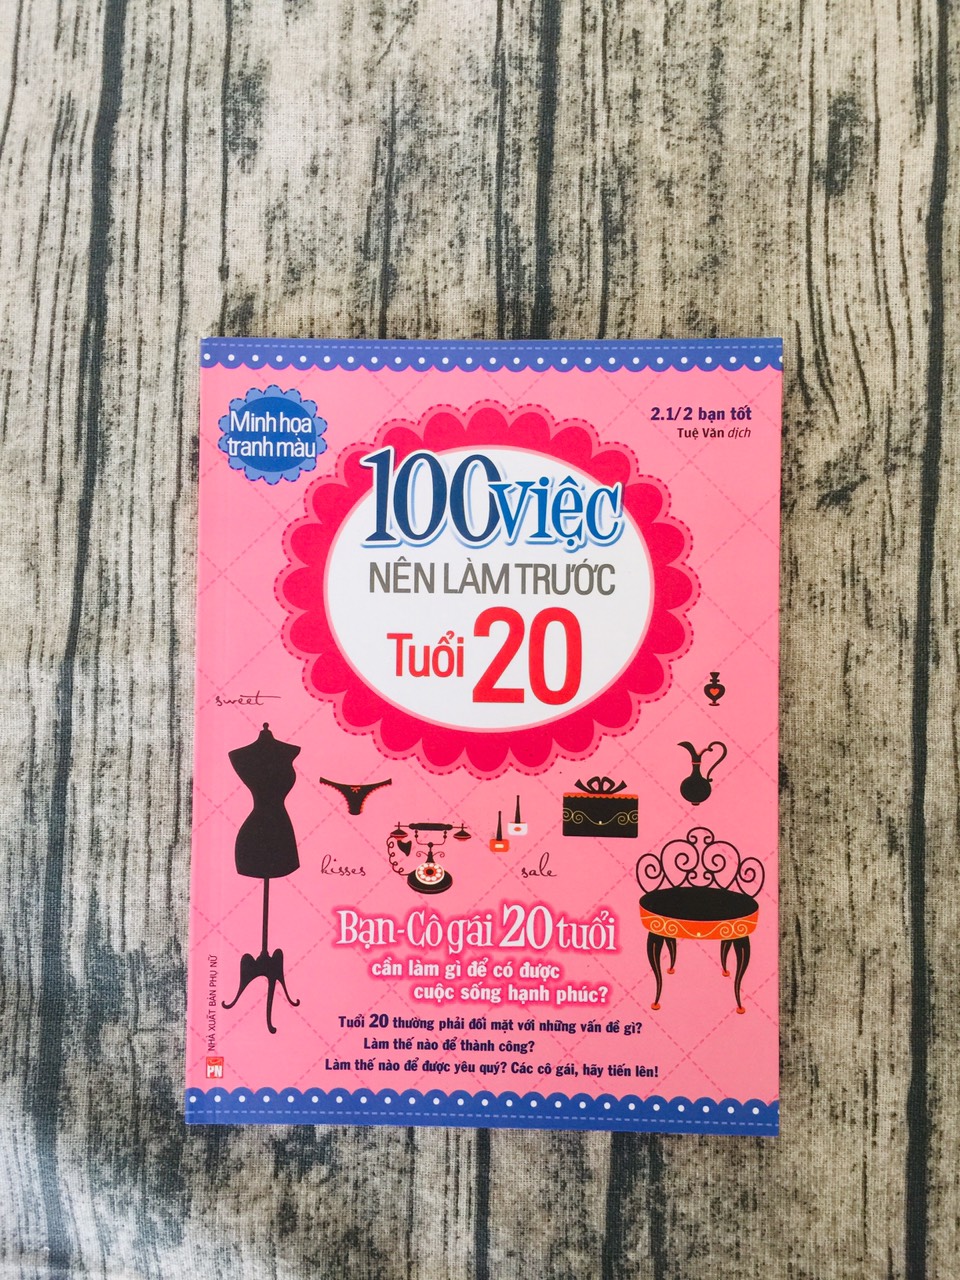 Minh họa
tranh màu
2.1/2 bạn tốt
Tuệ Văn dịch
100 việc
NÊN LÀM TRƯỚC
Tuổi 20
sweet
kisses
sale
Bạn-Cô gái 20 tuổi
cần làm gì để có được
cuộc sống hạnh phúc?
Tuổi 20 thường phải đối mặt với những vấn đề gì?
Làm thế nào để thành công?
Làm thế nào để được yêu quý? Các cô gái, hãy tiến lên!
NHÀ XUẤT BẢN PHỤ NỮ
PN